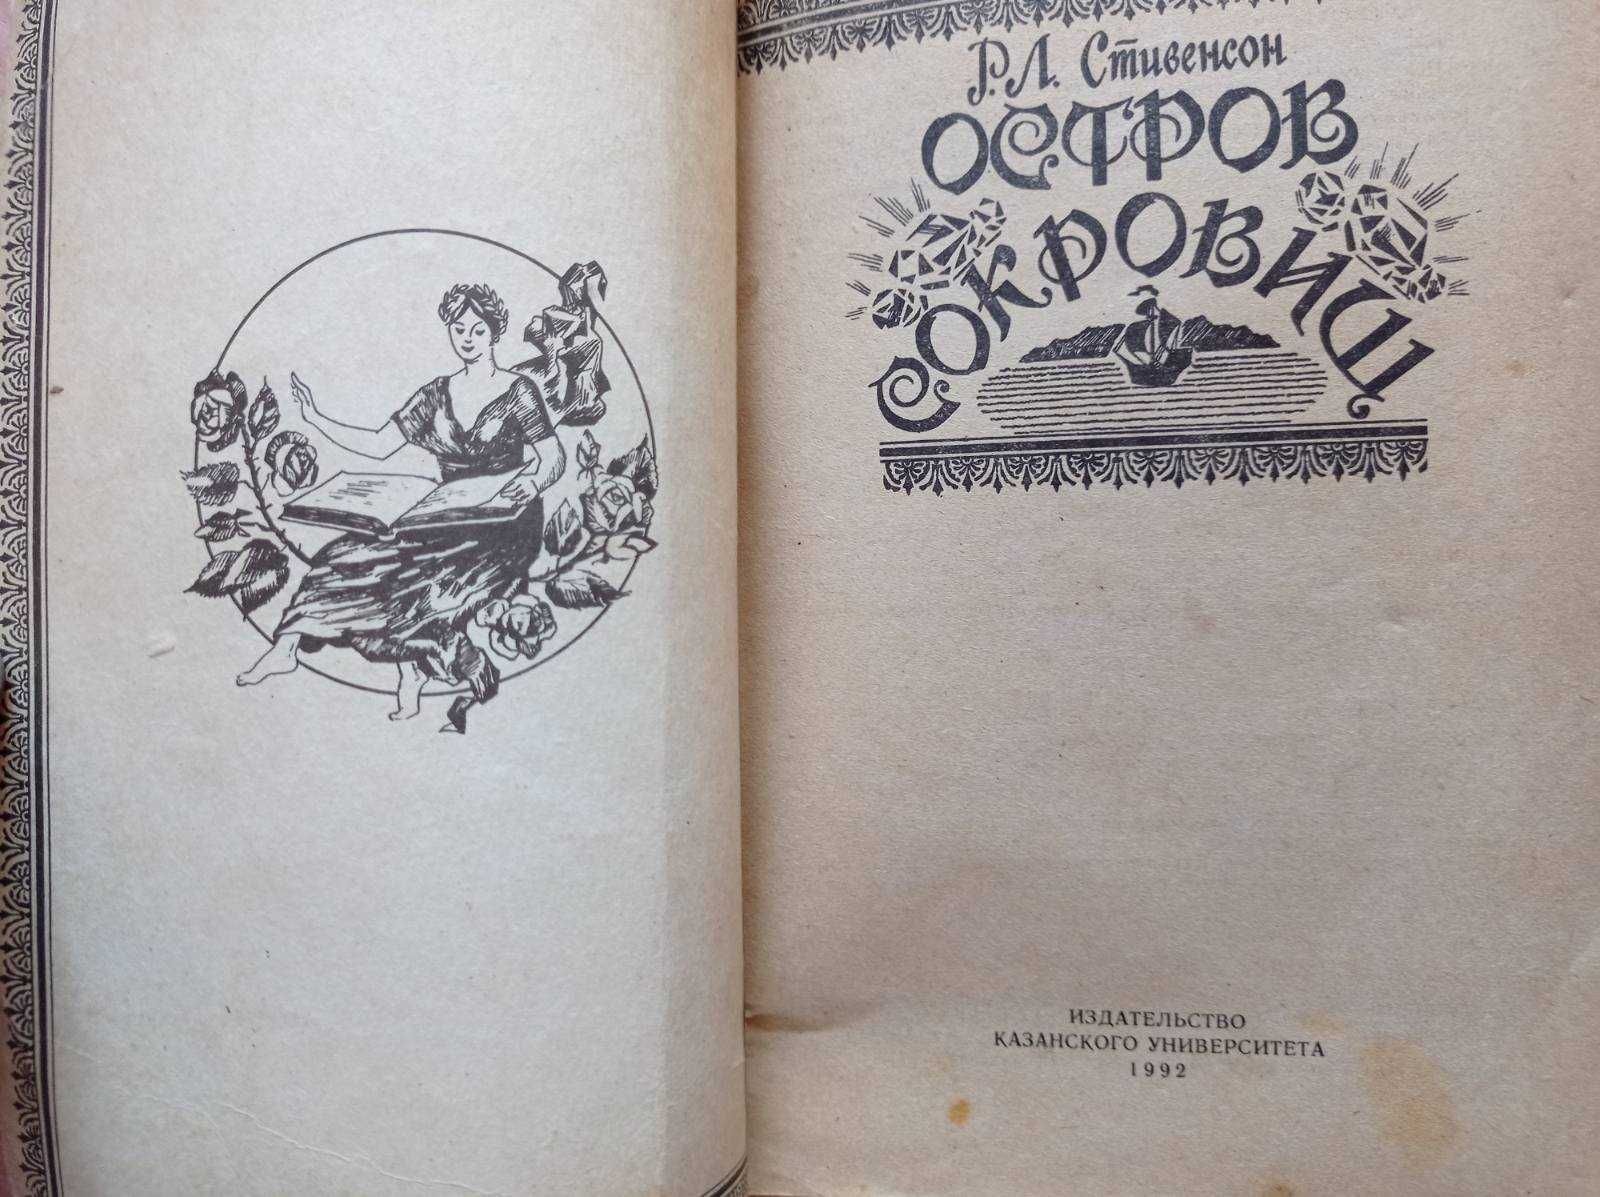 Р. Л. Стивенсон
ОСТРОВ
СОКРОВИЩ
ИЗДАТЕЛЬСТВО
КАЗАНСКОГО УНИВЕРСИТЕТА
1992